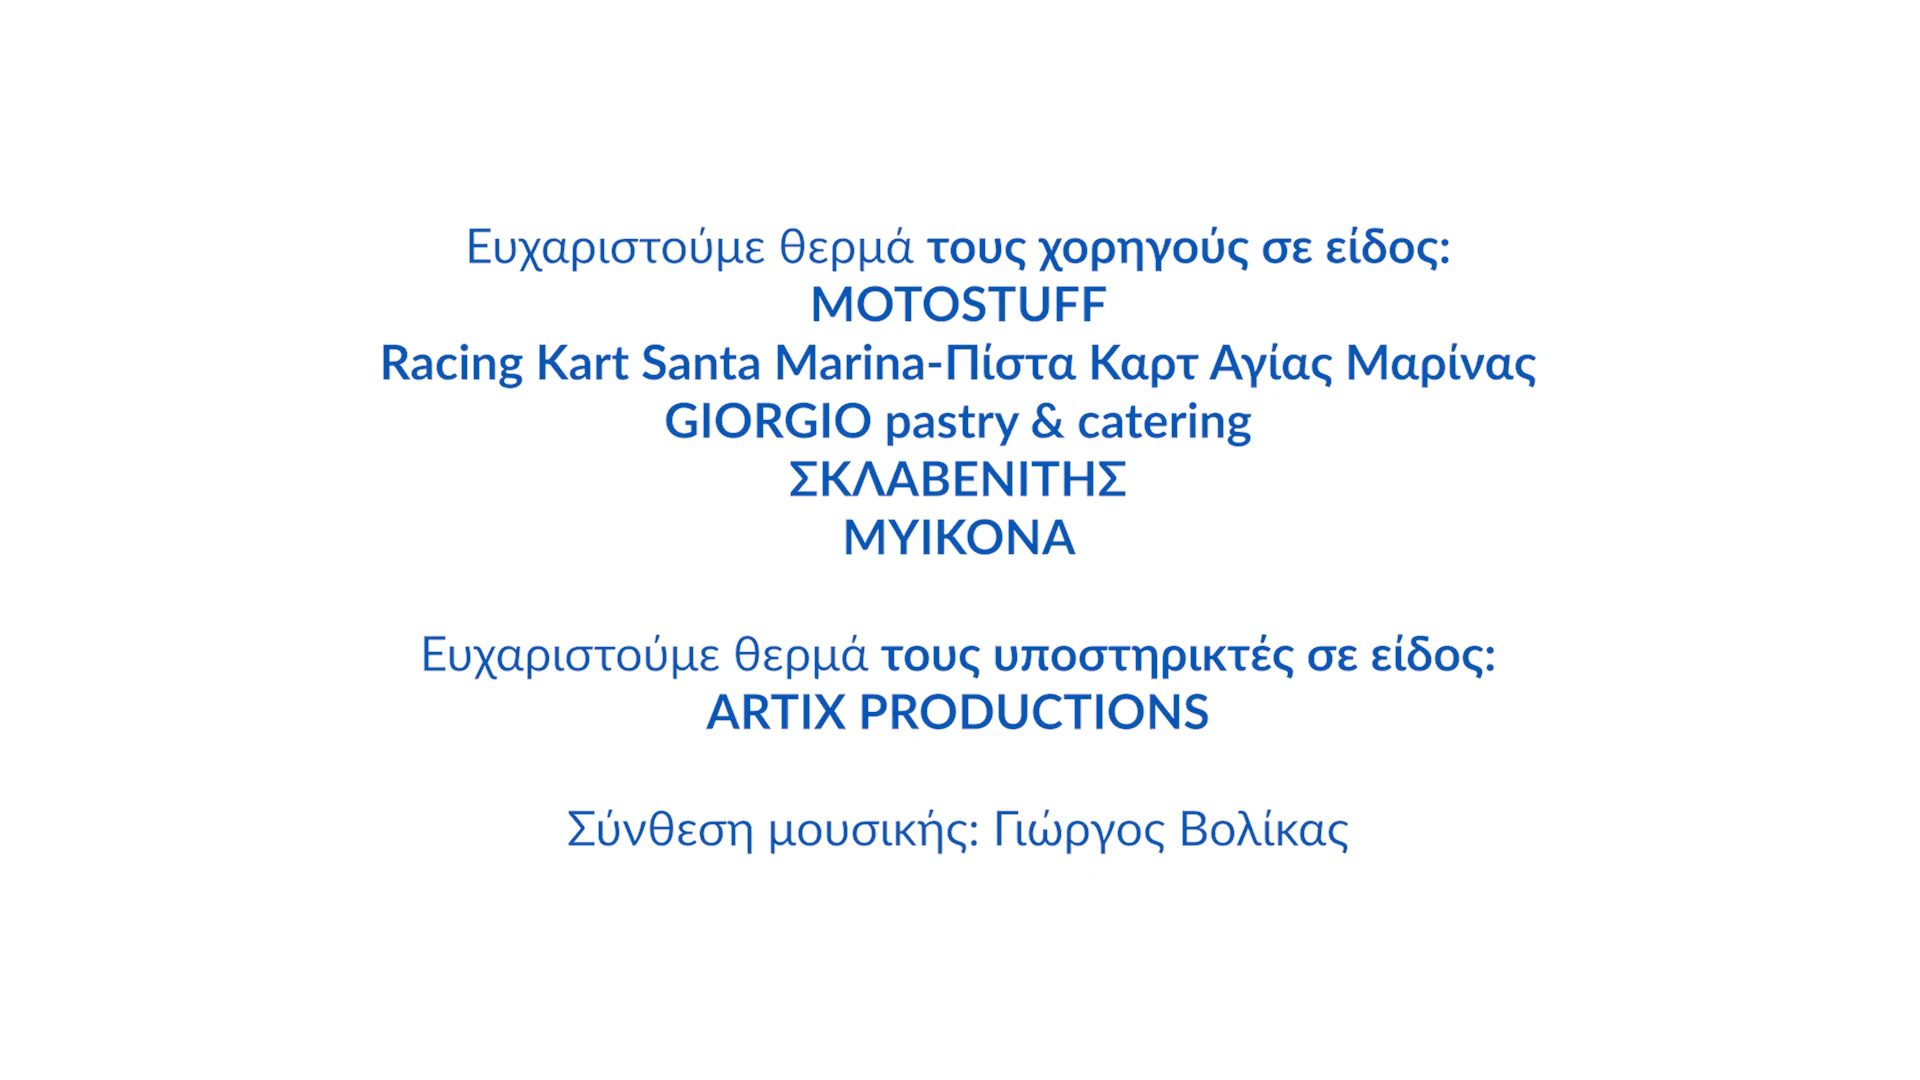 Ευχαριστούμε θερμά τους χορηγούς σε είδος:
MOTOSTUFF
Racing Kart Santa Marina-Πίστα Καρτ Αγίας Μαρίνας
GIORGIO pastry & catering
ΣΚΛΑΒΕΝΙΤΗΣ
MYIKONA
Ευχαριστούμε θερμά τους υποστηρικτές σε είδος:
ARTIX PRODUCTIONS
Σύνθεση μουσικής: Γιώργος Βολίκας